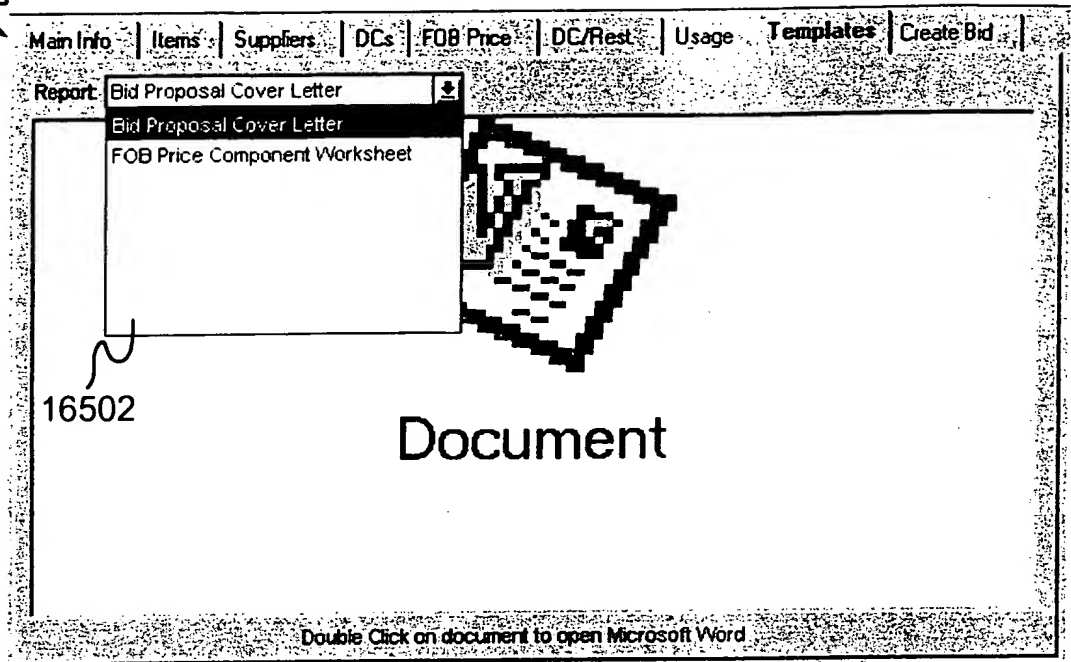 Main Info Items Suppliers DCs FOB Price DC/Rest. Usage Templates Create Bid
Report: Bid Proposal Cover Letter
Bid Proposal Cover Letter
FOB Price Component Worksheet
16502
Document
Double Click on document to open Microsoft Word